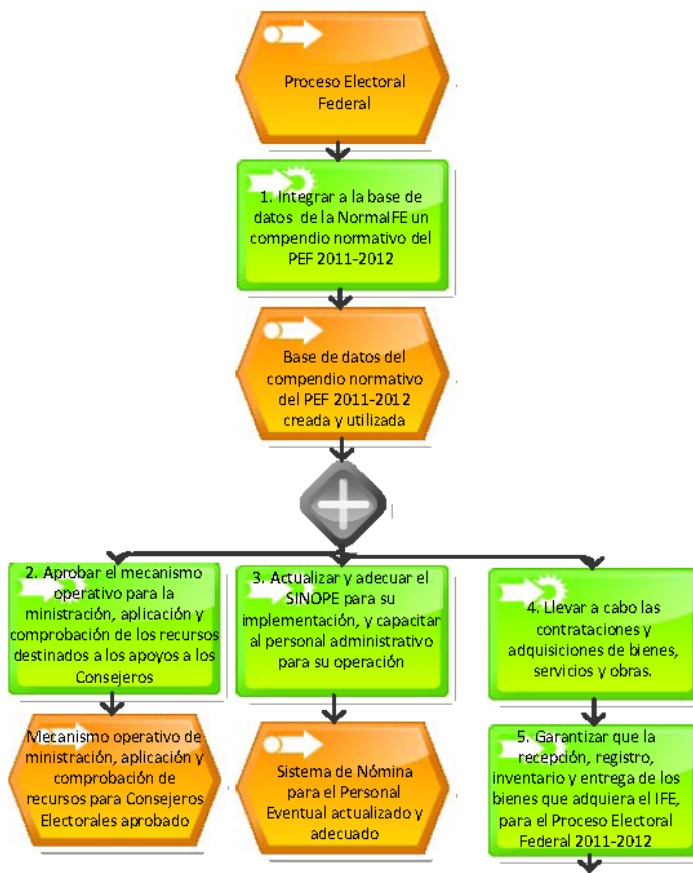 Proceso Electoral
Federal
1. Integrar a la base de
datos de la NormaIFE un
compendio normativo del
PEF 2011-2012
Base de datos del
compendio normativo
del PEF 2011-2012
creada y utilizada
2. Aprobar el mecanismo
operativo para la
ministración, aplicación y
comprobación de los recursos
destinados a los apoyos a los
Consejeros
3. Actualizar y adecuar el
SINOPE para su
implementación, y capacitar
al personal administrativo
para su operación
4. Llevar a cabo las
contrataciones y
adquisiciones de bienes,
servicios y obras.
Mecanismo operativo de
ministración, aplicación y
comprobación de
recursos para Consejeros
Electorales aprobado
Sistema de Nómina
para el Personal
Eventual actualizado y
adecuado
5. Garantizar que la
recepción, registro,
inventario y entrega de los
bienes que adquiera el IFE,
para el Proceso Electoral
Federal 2011-2012